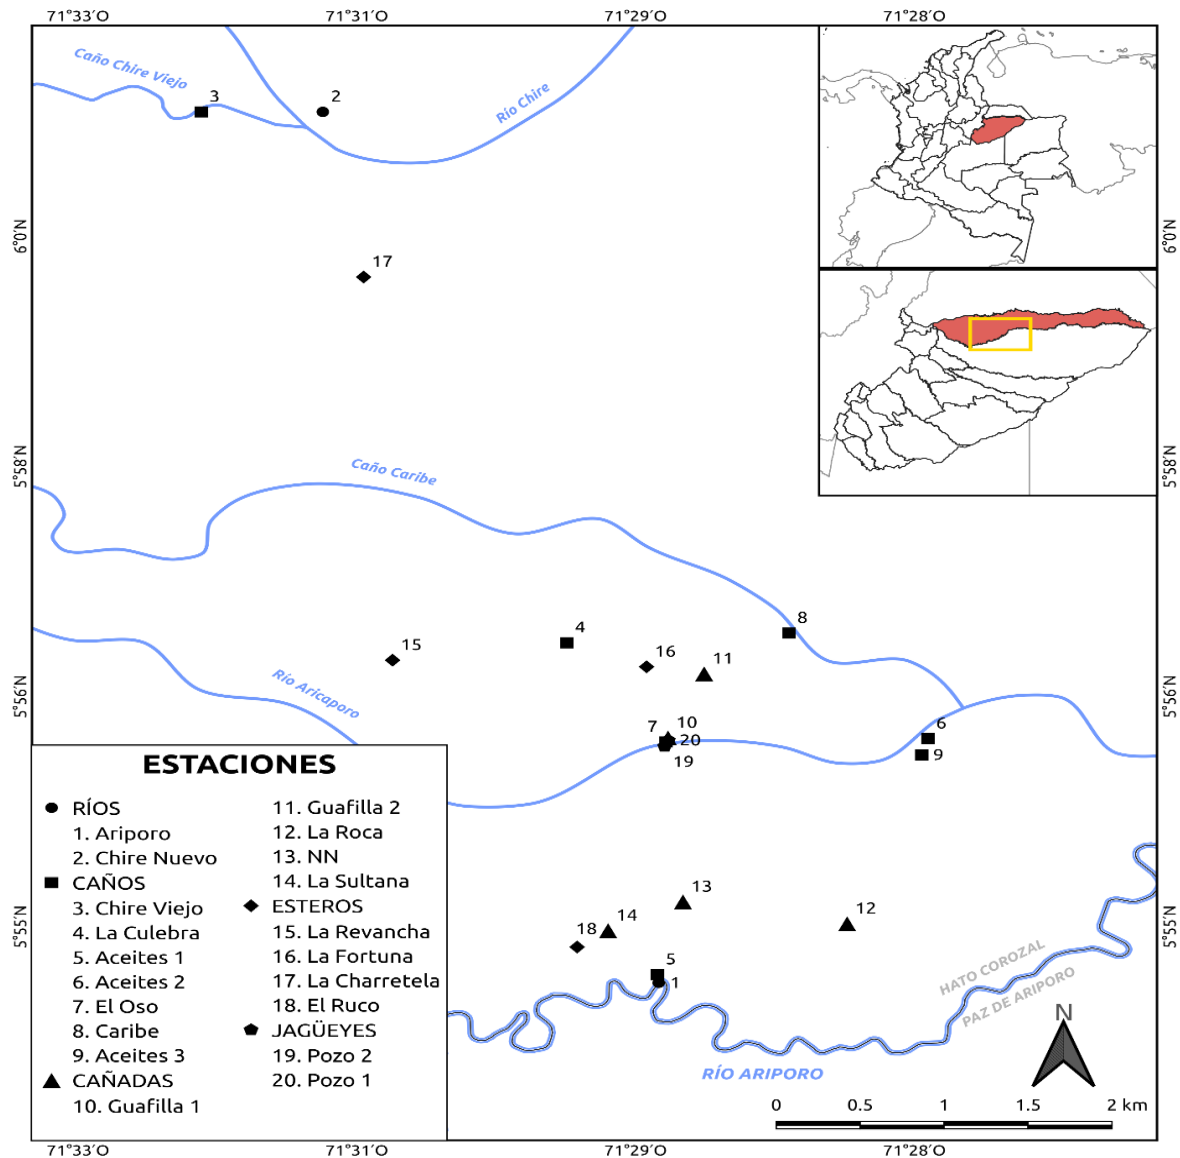 71°33′O
71°31′O
71°29′O
71°28′O
Caño Chire Viejo
3
2
Río Chire
6°0′N
6°0′N
17
5°58′N
5°58′N
Caño Caribe
8
4
15
16
11
Río Aricaporo
5°56′N
5°56′N
7
10
20
19
6
9
ESTACIONES
RÍOS
1. Ariporo
2. Chire Nuevo
CAÑOS
3. Chire Viejo
4. La Culebra
5. Aceites 1
6. Aceites 2
7. El Oso
8. Caribe
9. Aceites 3
CAÑADAS
10. Guafilla 1
11. Guafilla 2
12. La Roca
13. NN
14. La Sultana
ESTEROS
15. La Revancha
16. La Fortuna
17. La Charretela
18. El Ruco
JAGÜEYES
19. Pozo 2
20. Pozo 1
13
14
18
12
5°55′N
5°55′N
5
1
HATO COROZAL
PAZ DE ARIPORO
RÍO ARIPORO
N
0 0.5 1 1.5 2 km
71°33′O
71°31′O
71°29′O
71°28′O